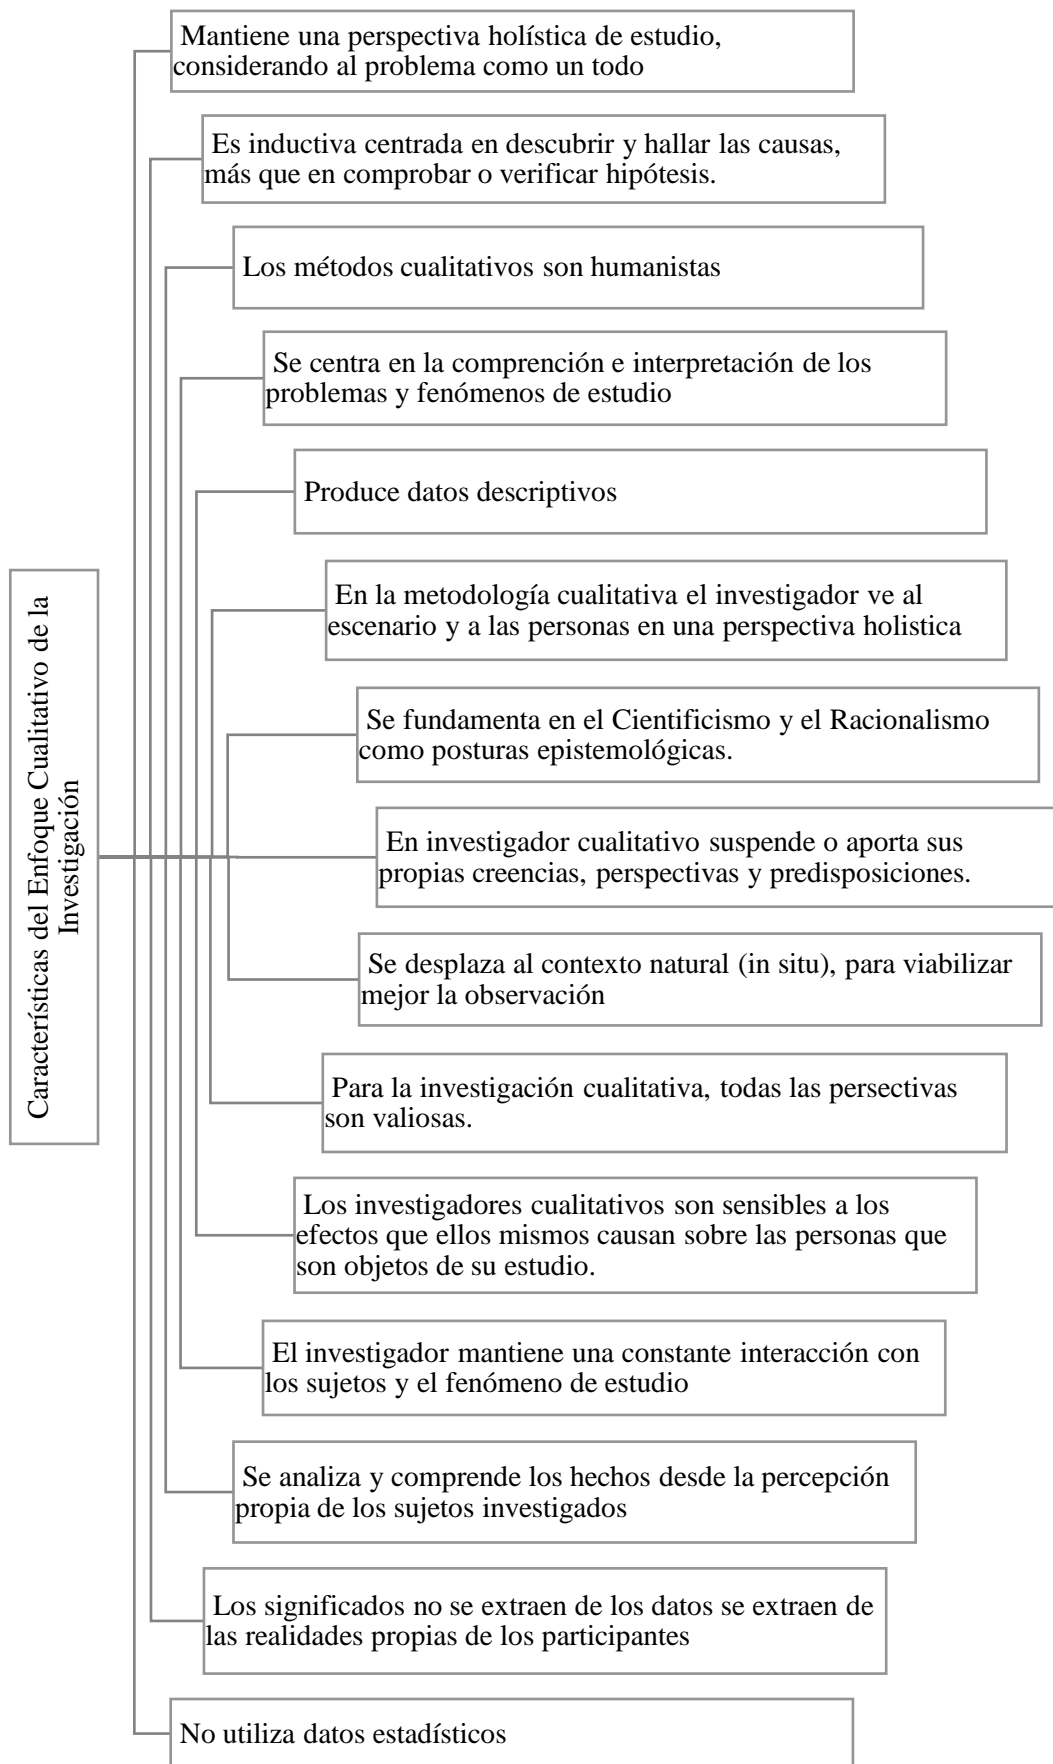 Mantiene una perspectiva holística de estudio,
considerando al problema como un todo
Es inductiva centrada en descubrir y hallar las causas,
más que en comprobar o verificar hipótesis.
Los métodos cualitativos son humanistas
Se centra en la comprención e interpretación de los
problemas y fenómenos de estudio
Produce datos descriptivos
En la metodología cualitativa el investigador ve al
escenario y a las personas en una perspectiva holistica
Se fundamenta en el Cientificismo y el Racionalismo
como posturas epistemológicas.
Características del Enfoque Cualitativo de la
Investigación
En investigador cualitativo suspende o aporta sus
propias creencias, perspectivas y predisposiciones.
Se desplaza al contexto natural (in situ), para viabilizar
mejor la observación
Para la investigación cualitativa, todas las persectivas
son valiosas.
Los investigadores cualitativos son sensibles a los
efectos que ellos mismos causan sobre las personas que
son objetos de su estudio.
El investigador mantiene una constante interacción con
los sujetos y el fenómeno de estudio
Se analiza y comprende los hechos desde la percepción
propia de los sujetos investigados
Los significados no se extraen de los datos se extraen de
las realidades propias de los participantes
No utiliza datos estadísticos